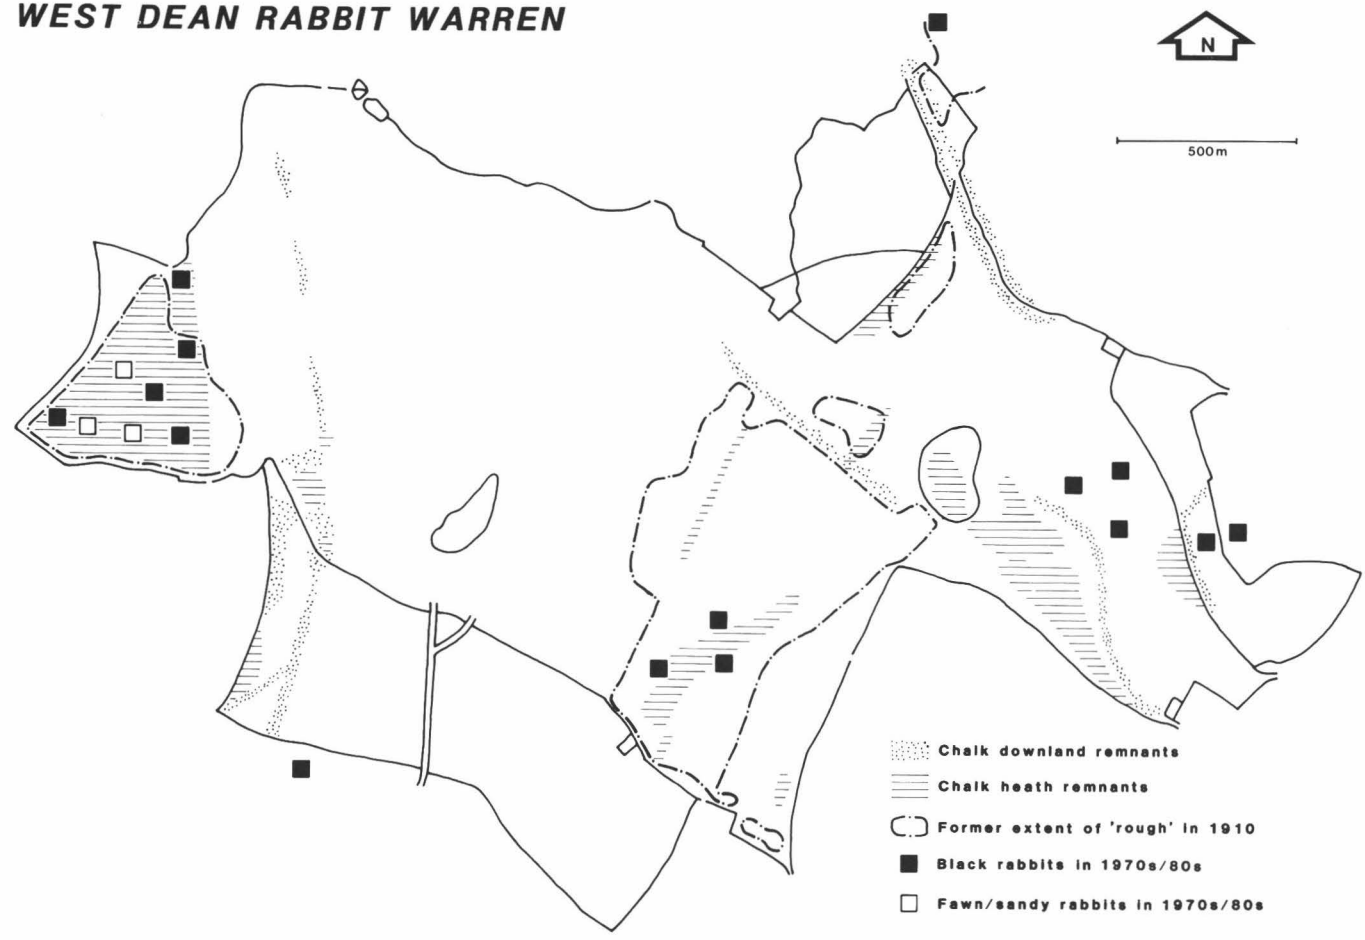 WEST DEAN RABBIT WARREN
N
500m
Chalk downland remnants
Chalk heath remnants
Former extent of 'rough' in 1910
Black rabbits in 1970s/80s
Fawn/sandy rabbits in 1970s/80s